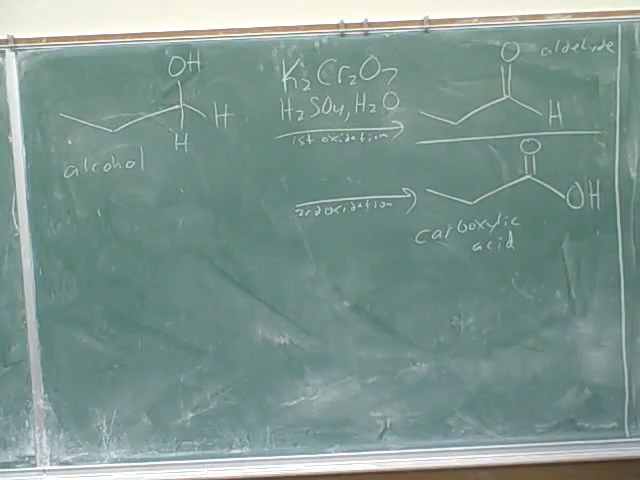 OH
H
H
alcohol
K2Cr2O7
H2SO4, H2O
1st oxidation
O
aldehyde
H
2nd oxidation
O
OH
carboxylic
acid